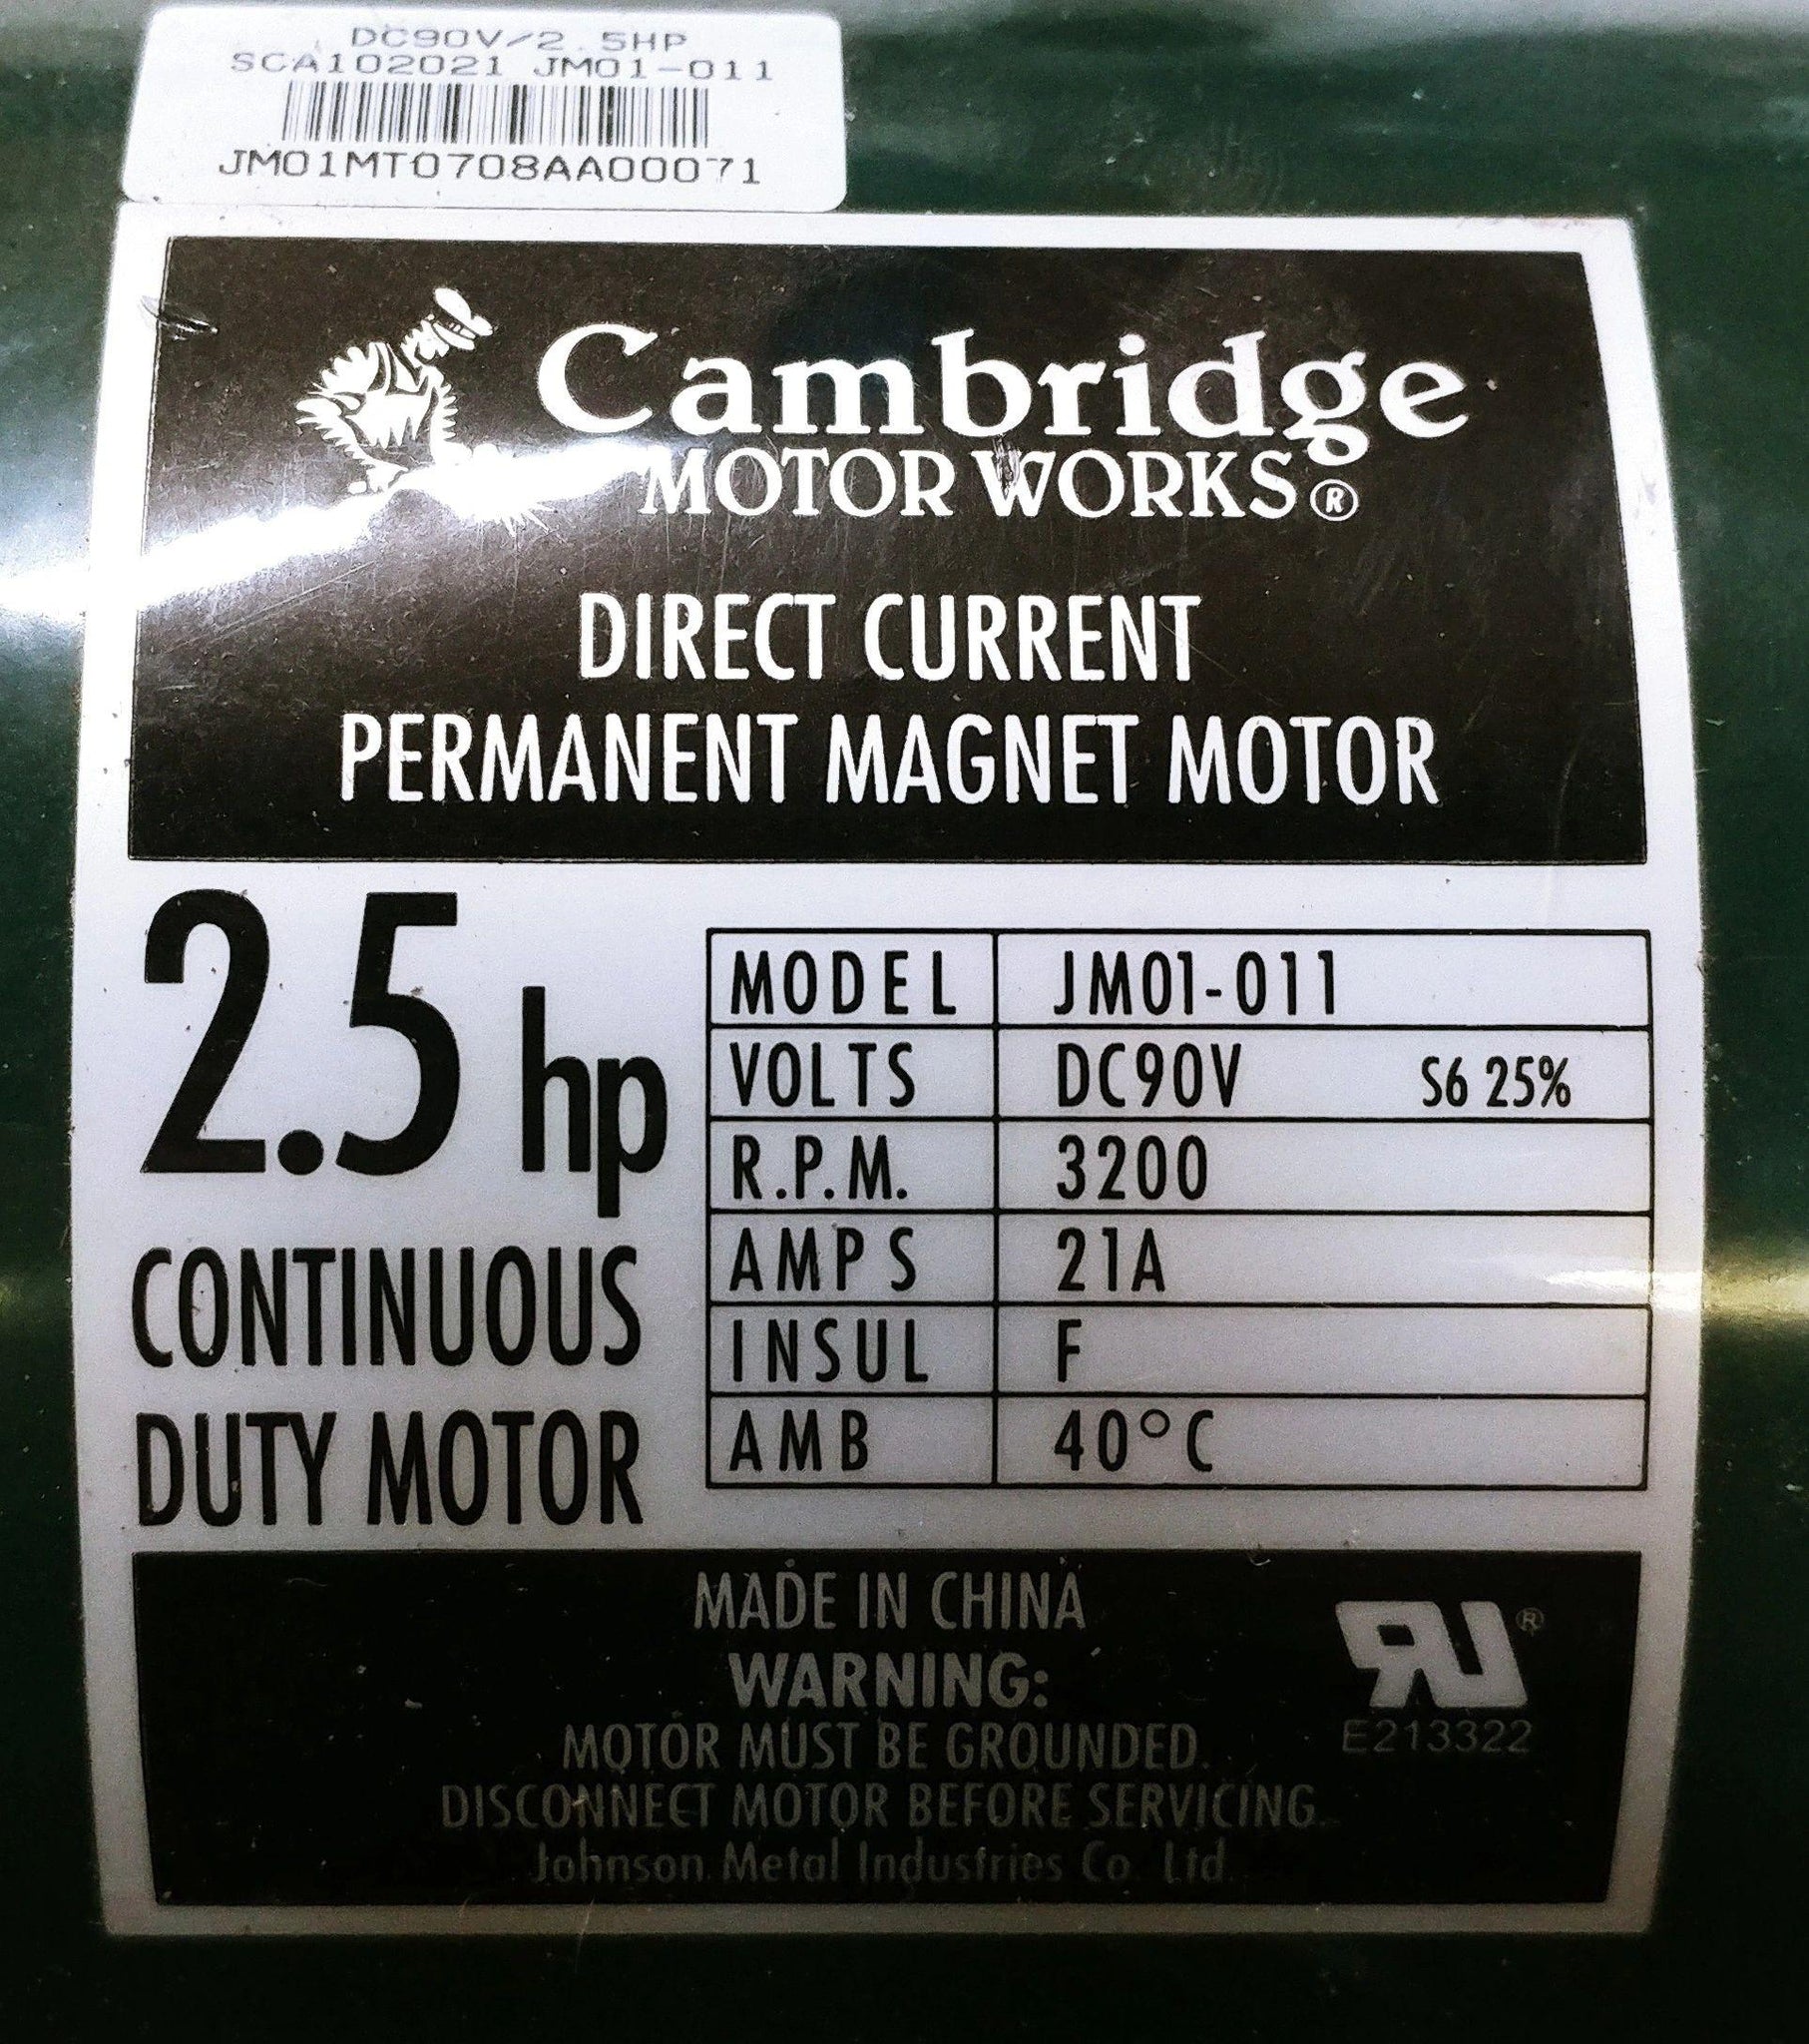 DC90V/2.5HP
SCA102021 JM01-011
JM01MT0708AA00071
Cambridge
MOTOR WORKS®
DIRECT CURRENT
PERMANENT MAGNET MOTOR
2.5 hp
CONTINUOUS
DUTY MOTOR
MODEL JM01-011
VOLTS DC90V S6 25%
R.P.M. 3200
AMPS 21A
INSUL F
AMB 40°C
MADE IN CHINA
WARNING:
MOTOR MUST BE GROUNDED.
DISCONNECT MOTOR BEFORE SERVICING.
Johnson Metal Industries Co. Ltd.
RU®
E213322